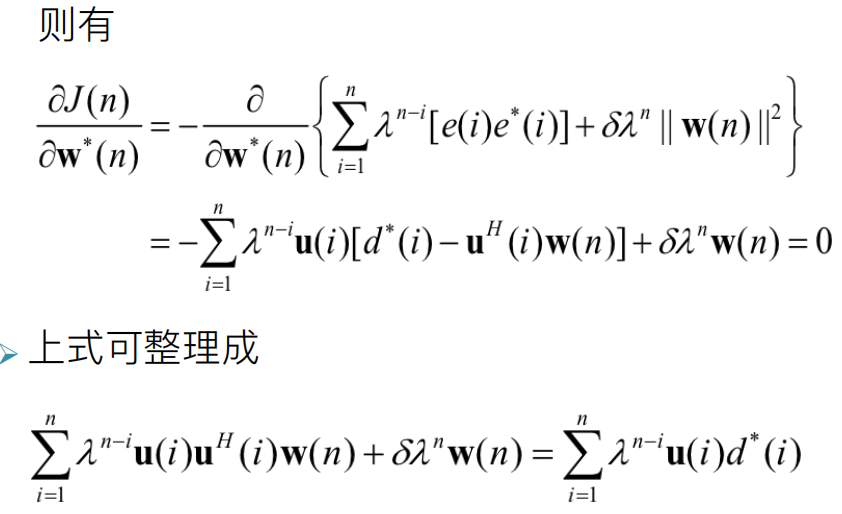 则有
∂J(n)/∂w*(n) = −∂/∂w*(n) { ∑_{i=1}^{n} λ^{n−i}[e(i)e*(i)] + δλ^n || w(n) ||^2 }
= −∑_{i=1}^{n} λ^{n−i}u(i)[d*(i) − u^H(i)w(n)] + δλ^n w(n) = 0
➢ 上式可整理成
∑_{i=1}^{n} λ^{n−i}u(i)u^H(i)w(n) + δλ^n w(n) = ∑_{i=1}^{n} λ^{n−i}u(i)d*(i)